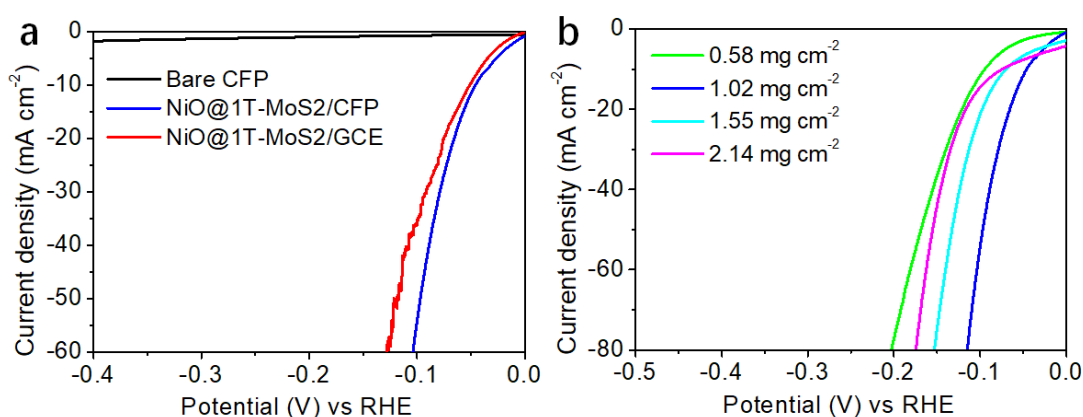 a
0
-10
-20
-30
-40
-50
-60
Current density (mA cm⁻²)
Bare CFP
NiO@1T-MoS2/CFP
NiO@1T-MoS2/GCE
-0.4
-0.3
-0.2
-0.1
0.0
Potential (V) vs RHE
b
0
-20
-40
-60
-80
Current density (mA cm⁻²)
0.58 mg cm⁻²
1.02 mg cm⁻²
1.55 mg cm⁻²
2.14 mg cm⁻²
-0.5
-0.4
-0.3
-0.2
-0.1
0.0
Potential (V) vs RHE